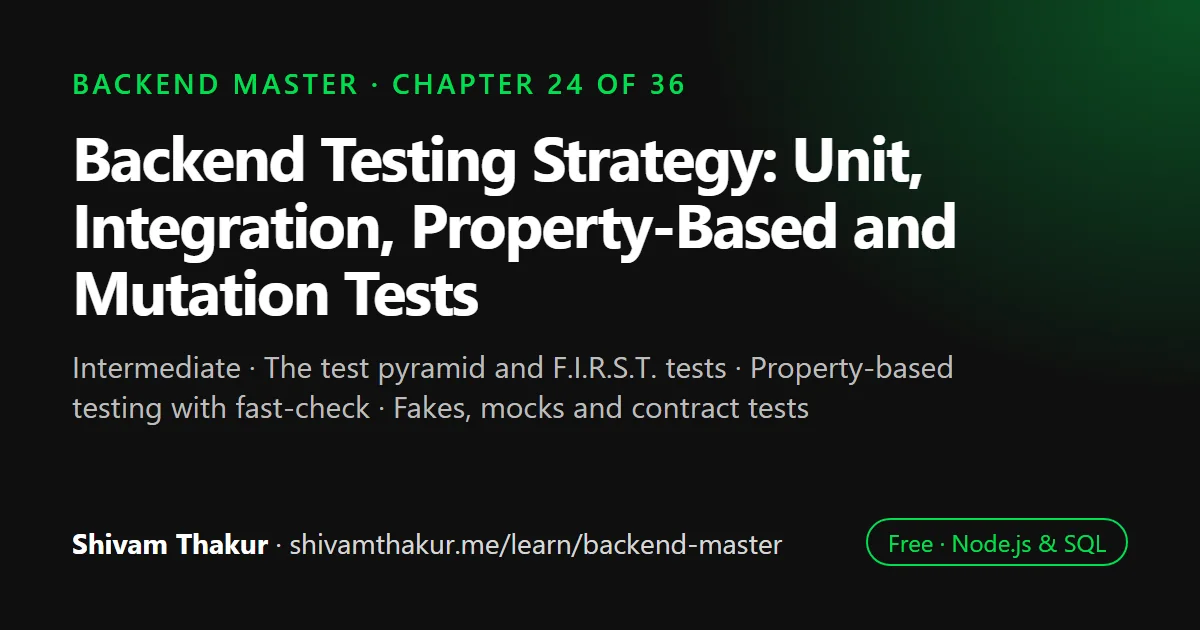 BACKEND MASTER · CHAPTER 24 OF 36
Backend Testing Strategy: Unit,
Integration, Property-Based and
Mutation Tests
Intermediate · The test pyramid and F.I.R.S.T. tests · Property-based
testing with fast-check · Fakes, mocks and contract tests
Shivam Thakur · shivamthakur.me/learn/backend-master
Free · Node.js & SQL